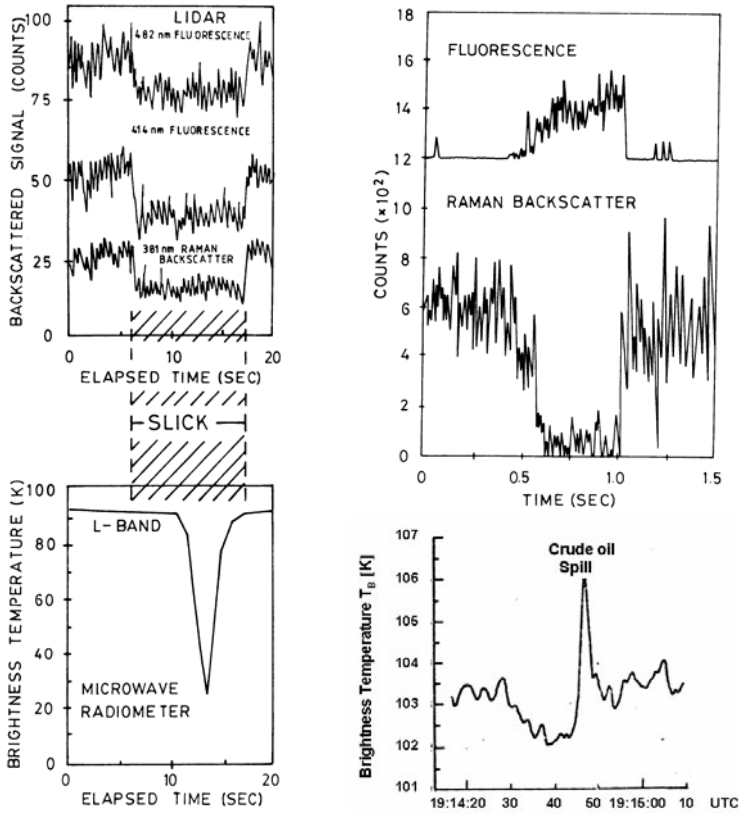 LIDAR
482 nm FLUORESCENCE
414 nm FLUORESCENCE
381 nm RAMAN
BACKSCATTER
BACKSCATTERED SIGNAL (COUNTS)
100
75
50
25
0
0 10 20
ELAPSED TIME (SEC)
SLICK
BRIGHTNESS TEMPERATURE (K)
100
80
60
40
20
0
L-BAND
MICROWAVE
RADIOMETER
0 10 20
ELAPSED TIME (SEC)
FLUORESCENCE
RAMAN BACKSCATTER
COUNTS (×10²)
18
16
14
12
8
6
4
2
0
0 0.5 1.0 1.5
TIME (SEC)
Crude oil
Spill
Brightness Temperature T_B [K]
107
106
105
104
103
102
101
19:14:20 30 40 50 19:15:00 10 UTC